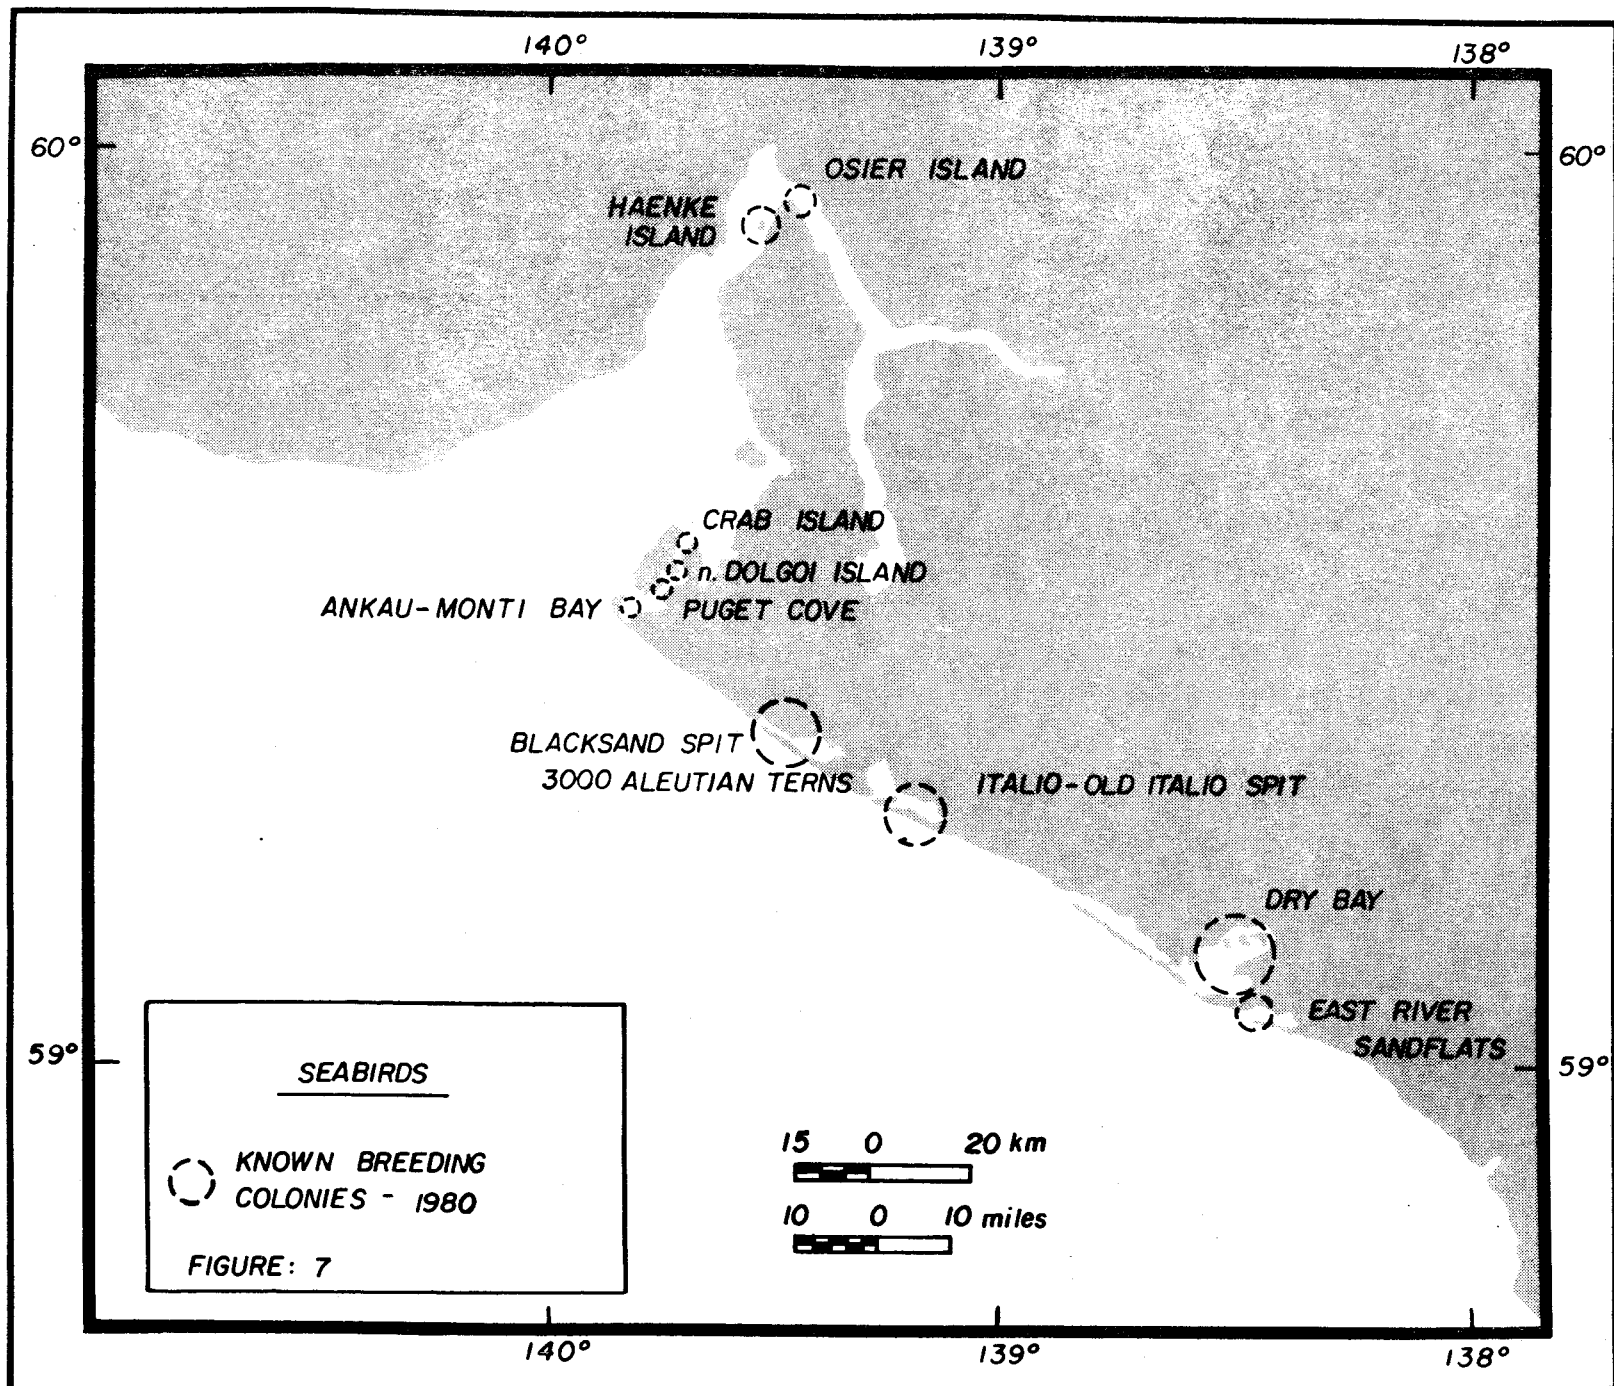 140° 139° 138°
60° 60°
OSIER ISLAND
HAENKE
ISLAND
CRAB ISLAND
n. DOLGOI ISLAND
ANKAU-MONTI BAY
PUGET COVE
BLACKSAND SPIT
3000 ALEUTIAN TERNS
ITALIO-OLD ITALIO SPIT
DRY BAY
EAST RIVER
SANDFLATS
59° 59°
SEABIRDS
KNOWN BREEDING
COLONIES - 1980
FIGURE: 7
15 0 20 km
10 0 10 miles
140° 139° 138°